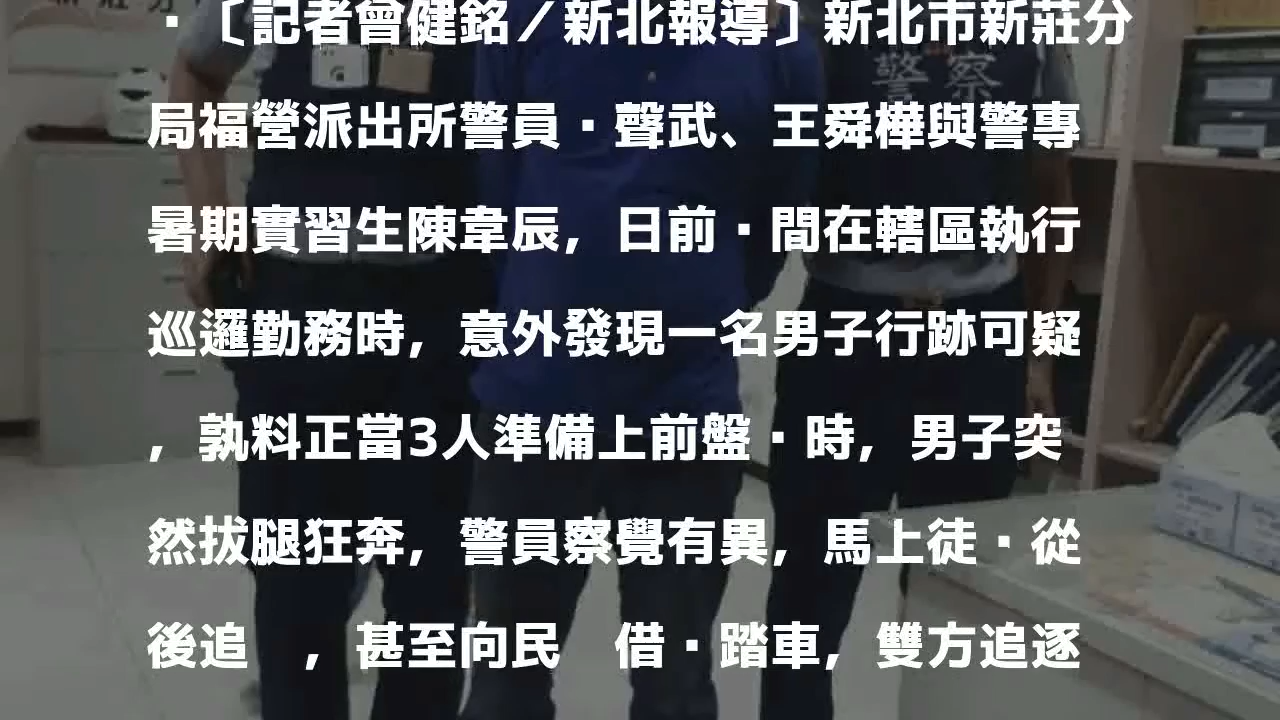 ·〔記者曾健銘／新北報導〕新北市新莊分
局福營派出所警員·聲武、王舜樺與警專
暑期實習生陳韋辰，日前·間在轄區執行
巡邏勤務時，意外發現一名男子行跡可疑
，孰料正當3人準備上前盤·時，男子突
然拔腿狂奔，警員察覺有異，馬上徒·從
後追　，甚至向民　借·踏車，雙方追逐
警察